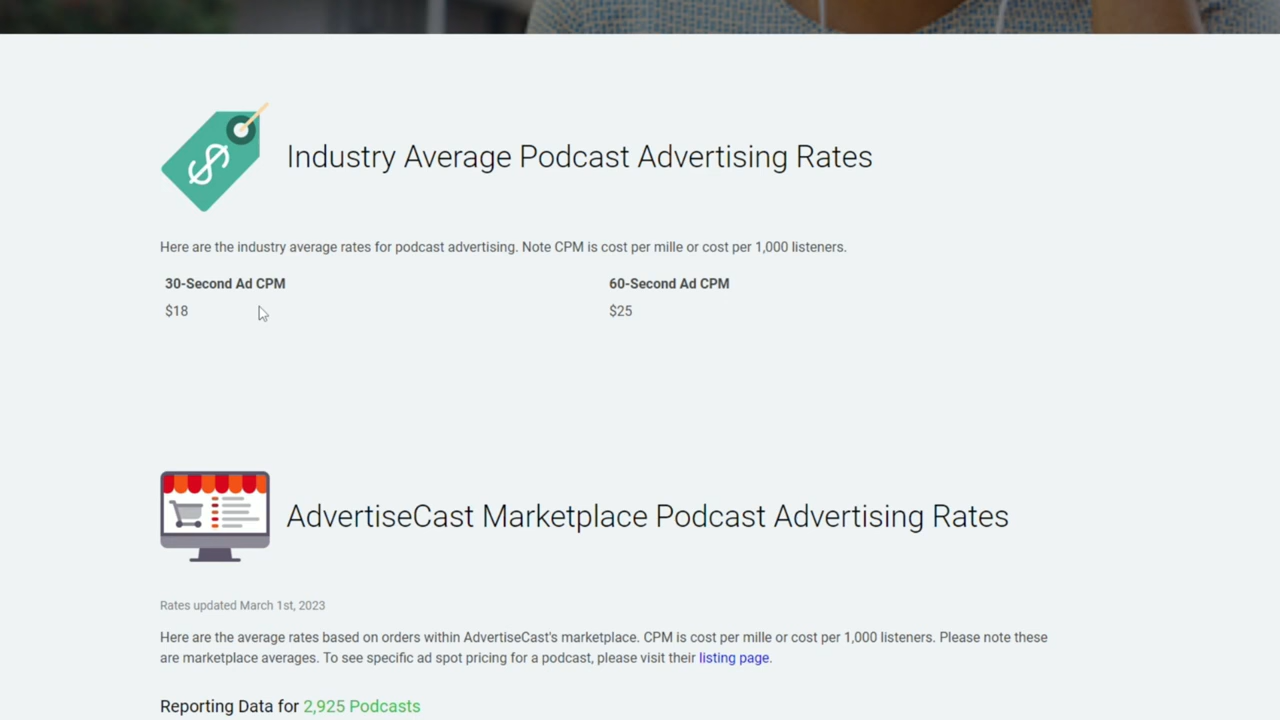 Industry Average Podcast Advertising Rates
Here are the industry average rates for podcast advertising. Note CPM is cost per mille or cost per 1,000 listeners.
30-Second Ad CPM
60-Second Ad CPM
$18
$25
AdvertiseCast Marketplace Podcast Advertising Rates
Rates updated March 1st, 2023
Here are the average rates based on orders within AdvertiseCast's marketplace. CPM is cost per mille or cost per 1,000 listeners. Please note these
are marketplace averages. To see specific ad spot pricing for a podcast, please visit their listing page.
Reporting Data for 2,925 Podcasts